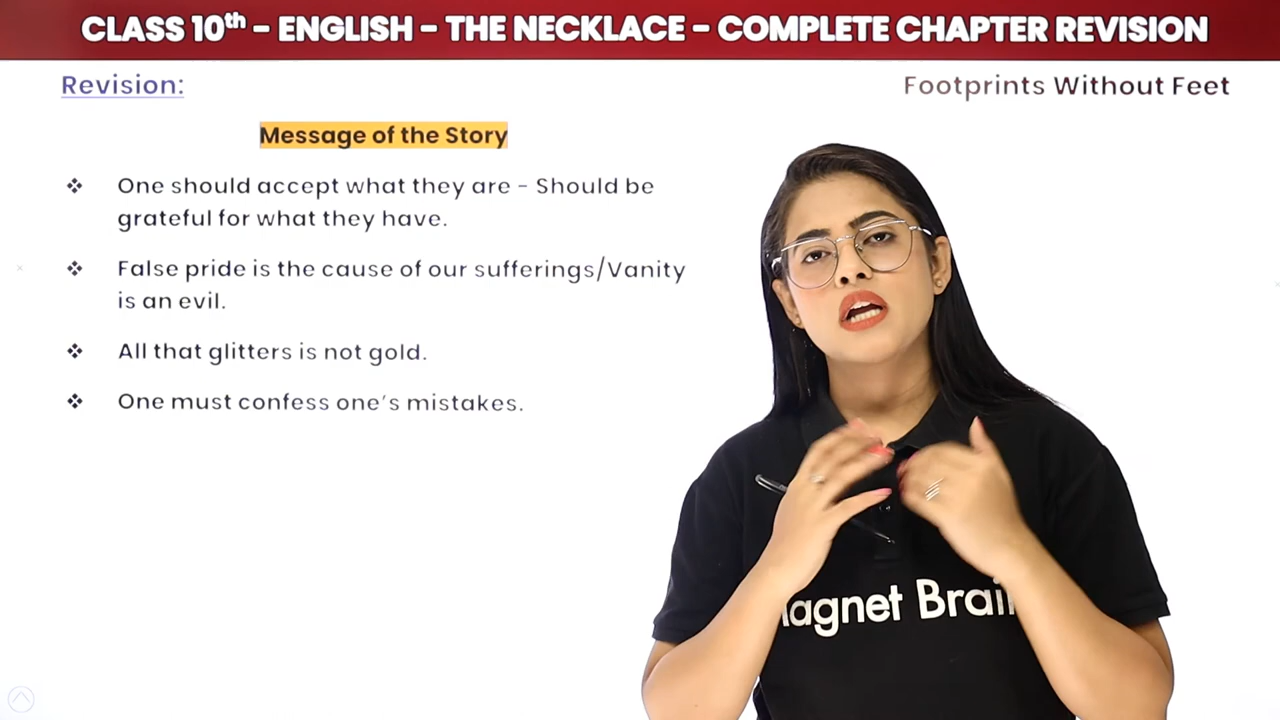 CLASS 10th - ENGLISH - THE NECKLACE - COMPLETE CHAPTER REVISION
Revision:
Footprints Without Feet
Message of the Story
❖ One should accept what they are - Should be
grateful for what they have.
❖ False pride is the cause of our sufferings/Vanity
is an evil.
❖ All that glitters is not gold.
❖ One must confess one's mistakes.
agnet Brai